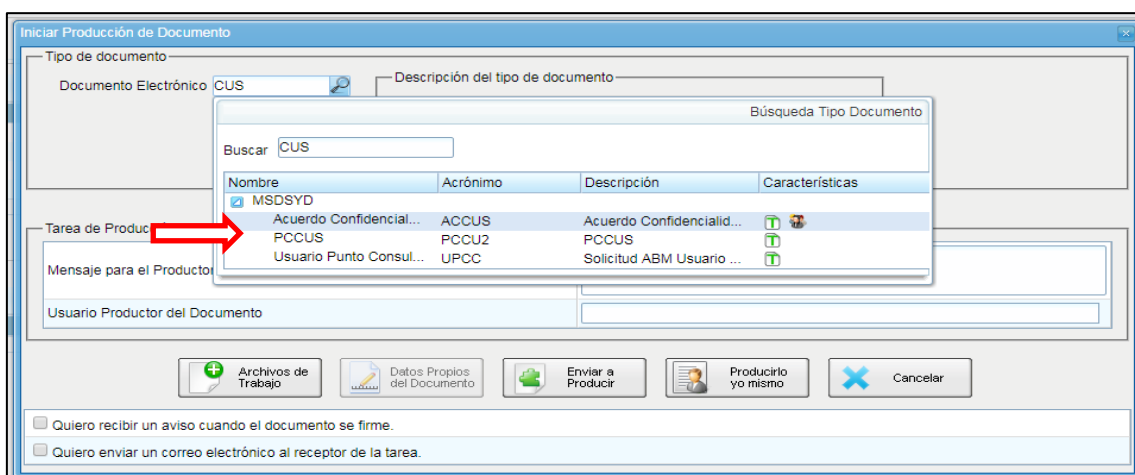 Iniciar Producción de Documento
Tipo de documento
Documento Electrónico CUS
Descripción del tipo de documento
Búsqueda Tipo Documento
Buscar CUS
Nombre Acrónimo Descripción Características
MSDSYD
Acuerdo Confidencial... ACCUS Acuerdo Confidencialid...
PCCUS PCCU2 PCCUS
Usuario Punto Consul... UPCC Solicitud ABM Usuario ...
Tarea de
Mensaje para el Productor
Usuario Productor del Documento
Archivos de Trabajo
Datos Propios del Documento
Enviar a Producir
Producirlo yo mismo
Cancelar
Quiero recibir un aviso cuando el documento se firme.
Quiero enviar un correo electrónico al receptor de la tarea.